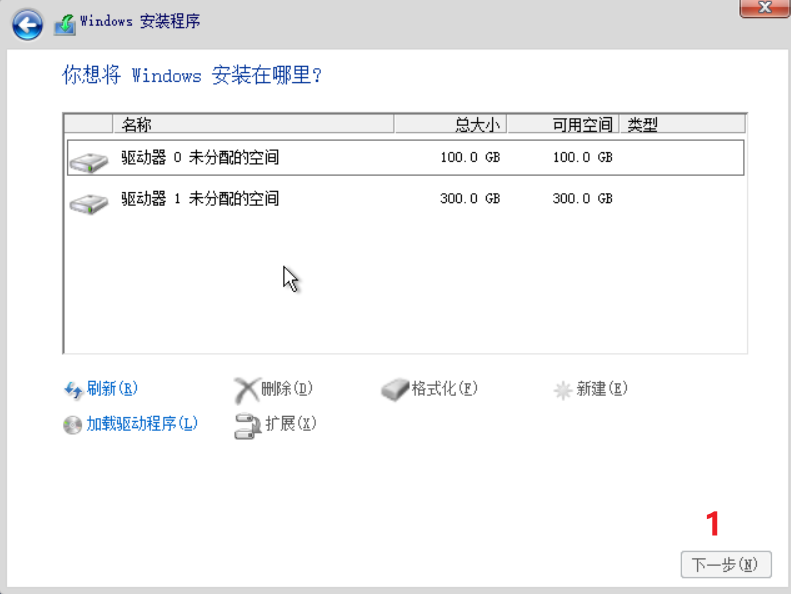 Windows 安装程序
你想将 Windows 安装在哪里？
名称 总大小 可用空间 类型
驱动器 0 未分配的空间 100.0 GB 100.0 GB
驱动器 1 未分配的空间 300.0 GB 300.0 GB
刷新(R) 删除(D) 格式化(F) 新建(E)
加载驱动程序(L) 扩展(X)
1
下一步(N)